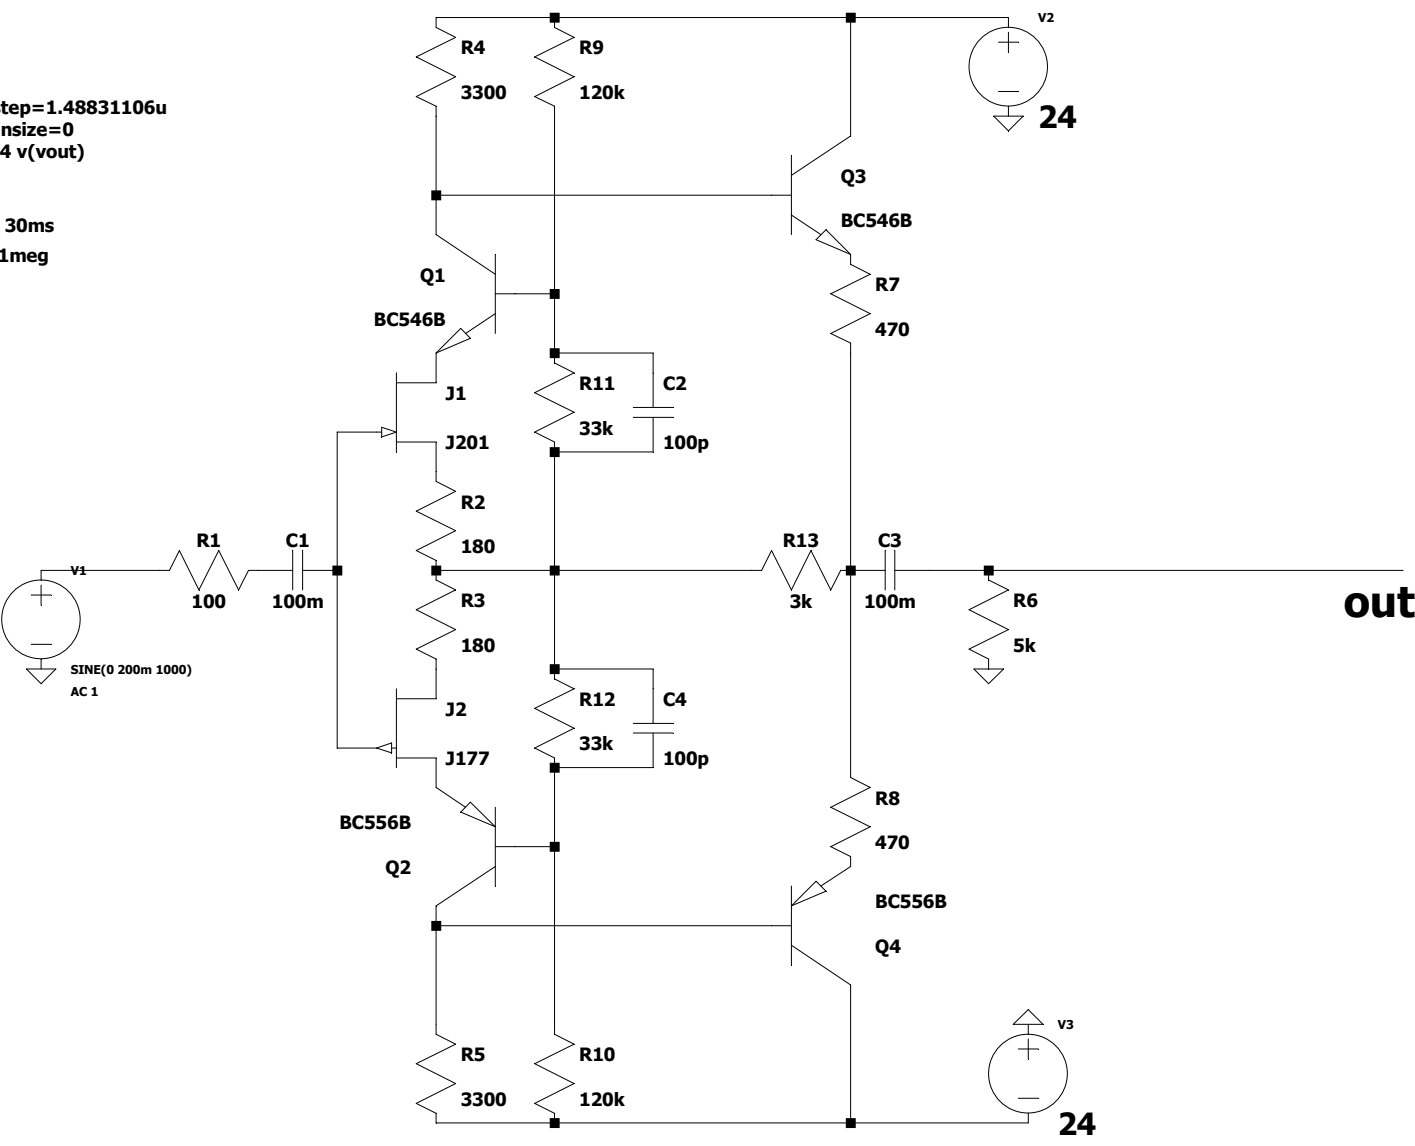 V2
R4
R9
3300
120k
tep=1.48831106u
24
nsize=0
4 v(vout)
Q3
30ms
BC546B
1meg
Q1
R7
BC546B
470
R11
C2
J1
33k
J201
100p
R2
R1
C1
R13
C3
180
V1
100
100m
3k
100m
R3
R6
out
180
5k
SINE(0 200m 1000)
AC 1
R12
C4
J2
33k
J177
100p
R8
BC556B
470
Q2
BC556B
Q4
V3
R5
R10
3300
120k
24